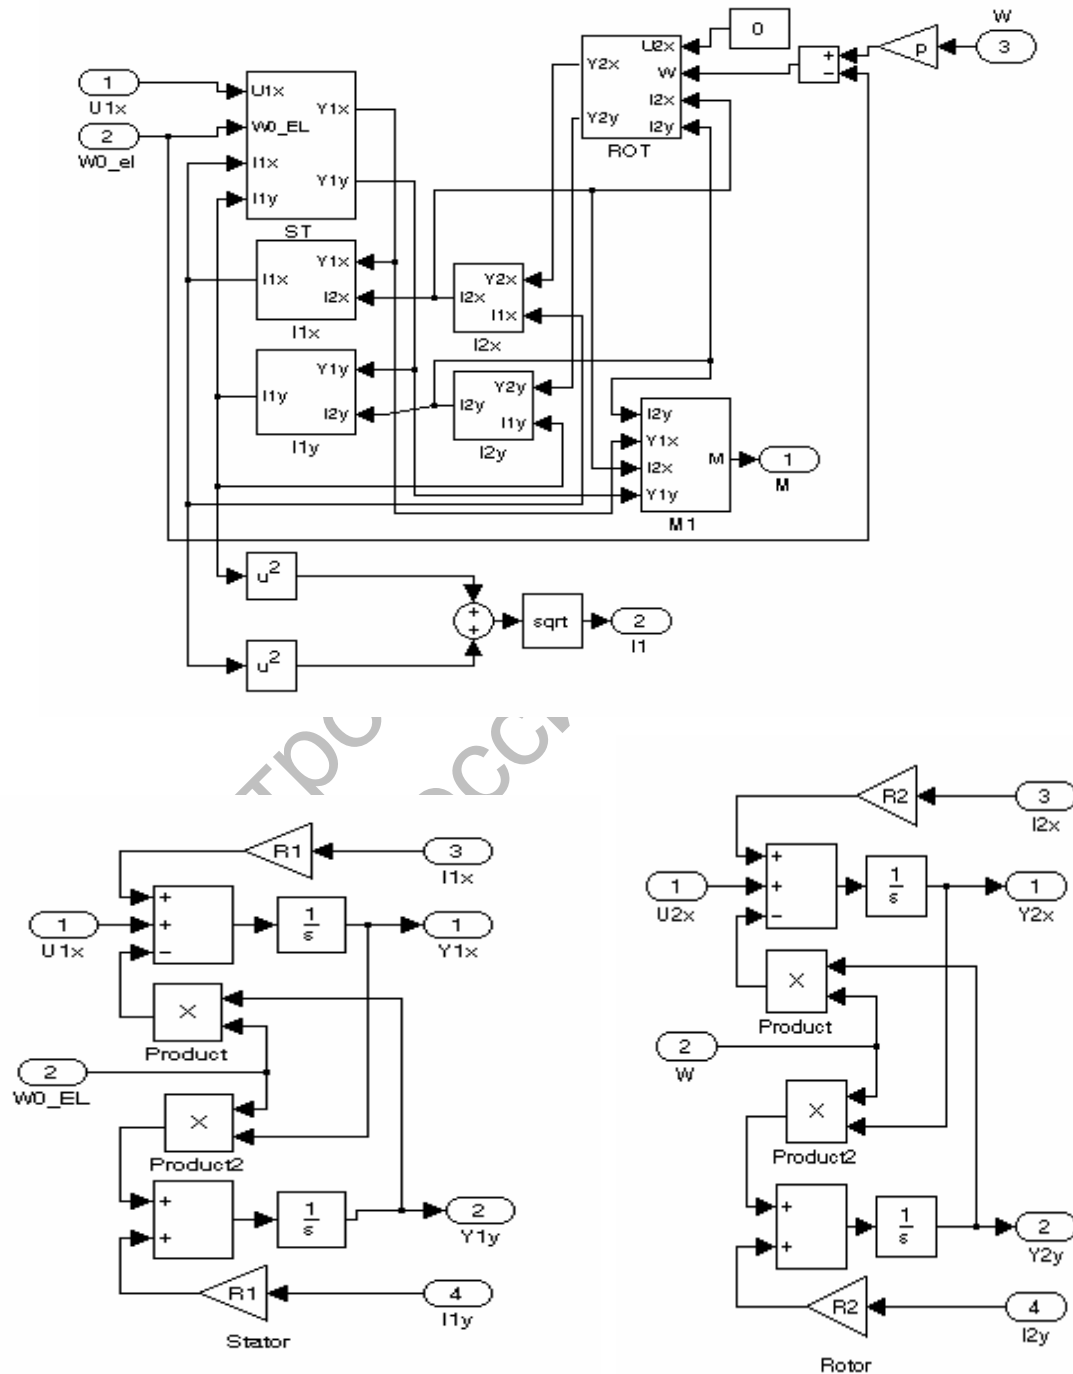 W
3
p
+
−
0
U2x
W
I2x
I2y
Y2x
Y2y
ROT
1
U1x
2
W0_el
U1x
W0_EL
I1x
I1y
Y1x
Y1y
ST
Y1x
I1x
I2x
I1x
Y2x
I2x
I1x
I2x
Y1y
I1y
I2y
I1y
Y2y
I2y
I1y
I2y
I2y
Y1x
M
I2x
Y1y
M1
1
M
u²
u²
+
+
sqrt
2
I1
R1
3
I1x
1
U1x
+
+
−
1
s
1
Y1x
×
Product
2
W0_EL
×
Product2
+
+
1
s
2
Y1y
R1
4
I1y
Stator
R2
3
I2x
1
U2x
+
+
−
1
s
1
Y2x
×
Product
2
W
×
Product2
+
+
1
s
2
Y2y
R2
4
I2y
Rotor